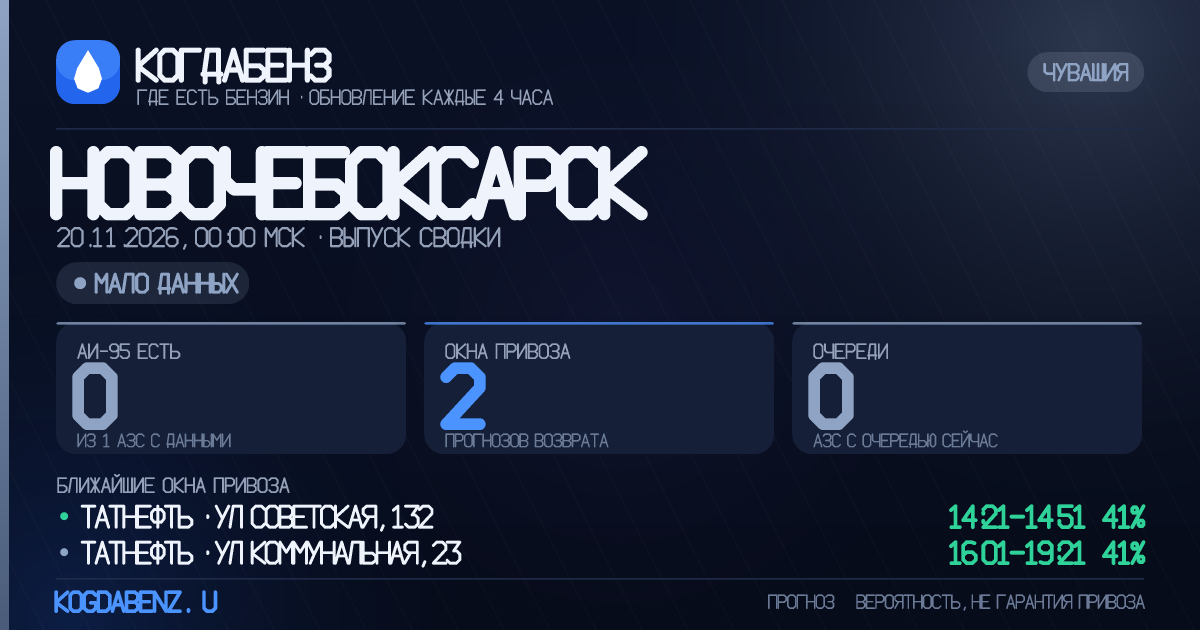 КОГДАБЕНЗ
ГДЕ ЕСТЬ БЕНЗИН · ОБНОВЛЕНИЕ КАЖДЫЕ 4 ЧАСА
ЧУВАШИЯ
НОВОЧЕБОКСАРСК
20.11.2026, 00:00 МСК · ВЫПУСК СВОДКИ
МАЛО ДАННЫХ
АИ-95 ЕСТЬ
0
ИЗ 1 АЗС С ДАННЫМИ
ОКНА ПРИВОЗА
2
ПРОГНОЗОВ ВОЗВРАТА
ОЧЕРЕДИ
0
АЗС С ОЧЕРЕДЬЮ СЕЙЧАС
БЛИЖАЙШИЕ ОКНА ПРИВОЗА
• ТАТНЕФТЬ · УЛ СОВЕТСКАЯ, 132 14:21–14:51 41%
• ТАТНЕФТЬ · УЛ КОММУНАЛЬНАЯ, 23 16:01–19:21 41%
KOGDABENZ. U
ПРОГНОЗ ВЕРОЯТНОСТЬ, НЕ ГАРАНТИЯ ПРИВОЗА